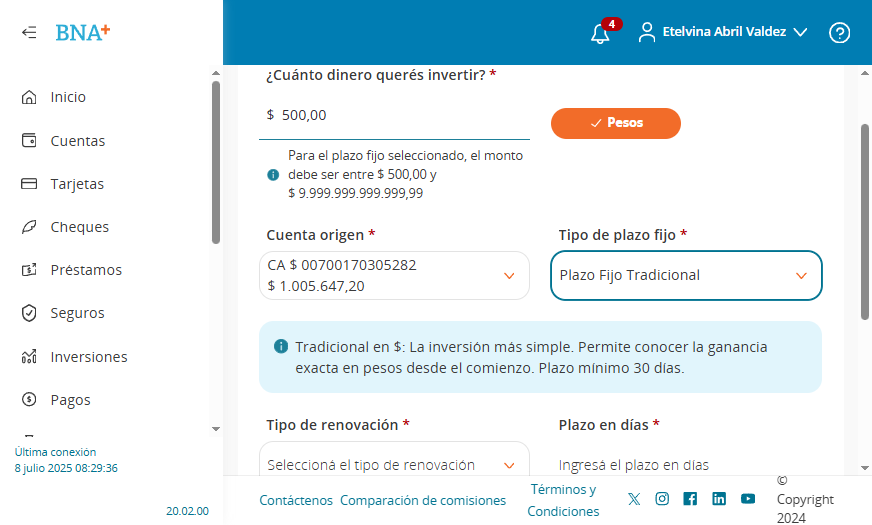 BNA+
4
Etelvina Abril Valdez
Inicio
Cuentas
Tarjetas
Cheques
Préstamos
Seguros
Inversiones
Pagos
Última conexión
8 julio 2025 08:29:36
20.02.00
¿Cuánto dinero querés invertir? *
$ 500,00
Pesos
Para el plazo fijo seleccionado, el monto
debe ser entre $ 500,00 y
$ 9.999.999.999.999,99
Cuenta origen *
CA $ 00700170305282
$ 1.005.647,20
Tipo de plazo fijo *
Plazo Fijo Tradicional
Tradicional en $: La inversión más simple. Permite conocer la ganancia
exacta en pesos desde el comienzo. Plazo mínimo 30 días.
Tipo de renovación *
Seleccioná el tipo de renovación
Plazo en días *
Ingresá el plazo en días
Contáctenos
Comparación de comisiones
Términos y
Condiciones
©
Copyright
2024